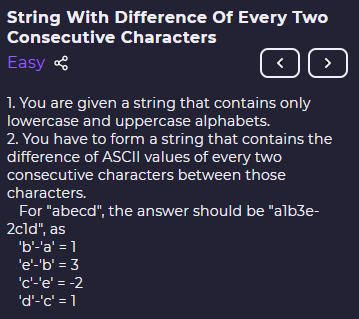 String With Difference Of Every Two
Consecutive Characters
Easy
1. You are given a string that contains only
lowercase and uppercase alphabets.
2. You have to form a string that contains the
difference of ASCII values of every two
consecutive characters between those
characters.
For "abecd", the answer should be "a1b3e-
2c1d", as
'b'-'a' = 1
'e'-'b' = 3
'c'-'e' = -2
'd'-'c' = 1